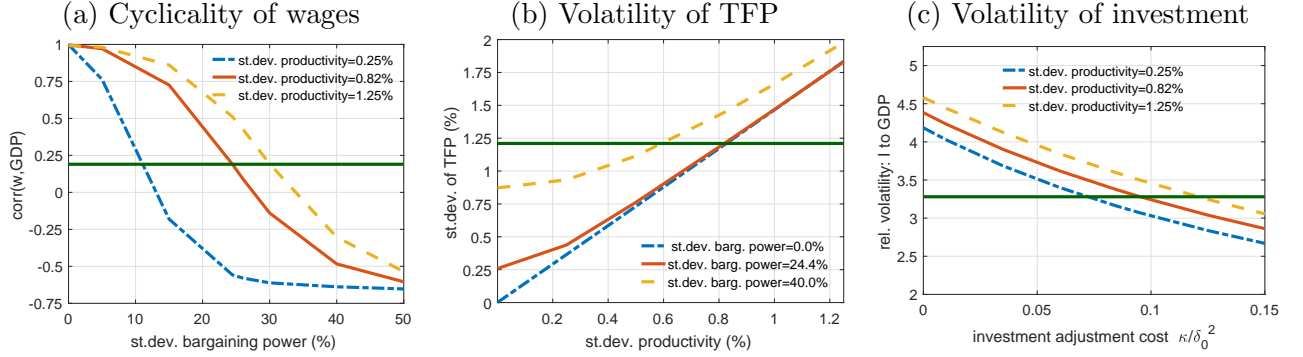 (a) Cyclicality of wages
corr(w,GDP)
1
0.75
0.5
0.25
0
-0.25
-0.5
-0.75
st.dev. productivity=0.25%
st.dev. productivity=0.82%
st.dev. productivity=1.25%
0 10 20 30 40 50
st.dev. bargaining power (%)
(b) Volatility of TFP
st.dev. of TFP (%)
2
1.75
1.5
1.25
1
0.75
0.5
0.25
0
st.dev. barg. power=0.0%
st.dev. barg. power=24.4%
st.dev. barg. power=40.0%
0.2 0.4 0.6 0.8 1 1.2
st.dev. productivity (%)
(c) Volatility of investment
rel. volatility: I to GDP
5
4.5
4
3.5
3
2.5
2
st.dev. productivity=0.25%
st.dev. productivity=0.82%
st.dev. productivity=1.25%
0 0.05 0.1 0.15
investment adjustment cost κ/δ₀²